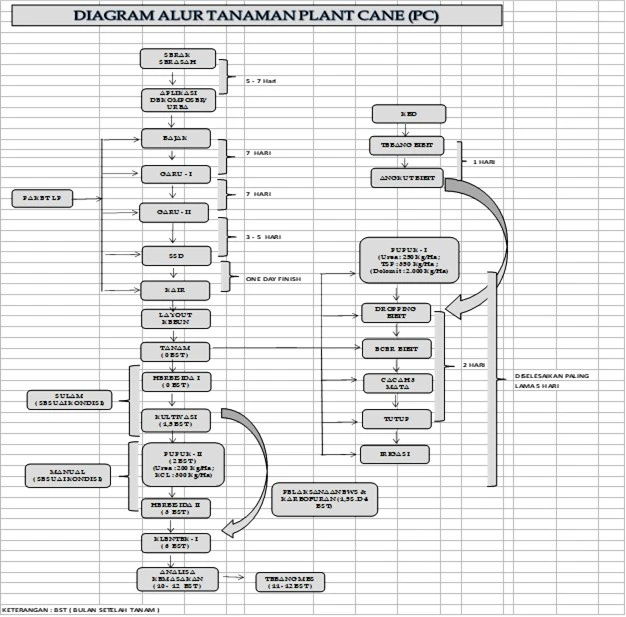 DIAGRAM ALUR TANAMAN PLANT CANE (PC)
SEBAR
SERASAH
5 - 7 Hari
APLIKASI
DEKOMPOSER/
UREA
BAJAK
7 HARI
GARU - I
7 HARI
PAKET LP
GARU - II
3 - 5 HARI
SSD
ONE DAY FINISH
KAIR
LAYOUT
KEBUN
TANAM
(0 BST)
HERBISIDA I
(0 BST)
SULAM
(SESUAI KONDISI)
KULTIVASI
(1,5 BST)
PUPUK - II
(2 BST)
(Urea : 200 Kg/Ha;
KCL : 300 Kg/Ha)
MANUAL
(SESUAI KONDISI)
HERBISIDA II
(3 BST)
KLENTEK - I
(6 BST)
ANALISA
KEMASAKAN
(10 - 12 BST)
TEBANG MES
(11-12 BST)
KBD
TEBANG BIBIT
1 HARI
ANGKUT BIBIT
PUPUK - I
(Urea : 250 Kg/Ha;
TSP : 350 Kg/Ha;
(Dolomit : 2.000 Kg/Ha)
DROPPING
BIBIT
ECER BIBIT
2 HARI
CACAH 3
MATA
DISELESAIKAN PALING
LAMA 5 HARI
TUTUP
IRIGASI
PELAKSANAAN BWS &
KARBOFURAN (1,5 S.D 4
BST)
KETERANGAN : BST ( BULAN SETELAH TANAM )